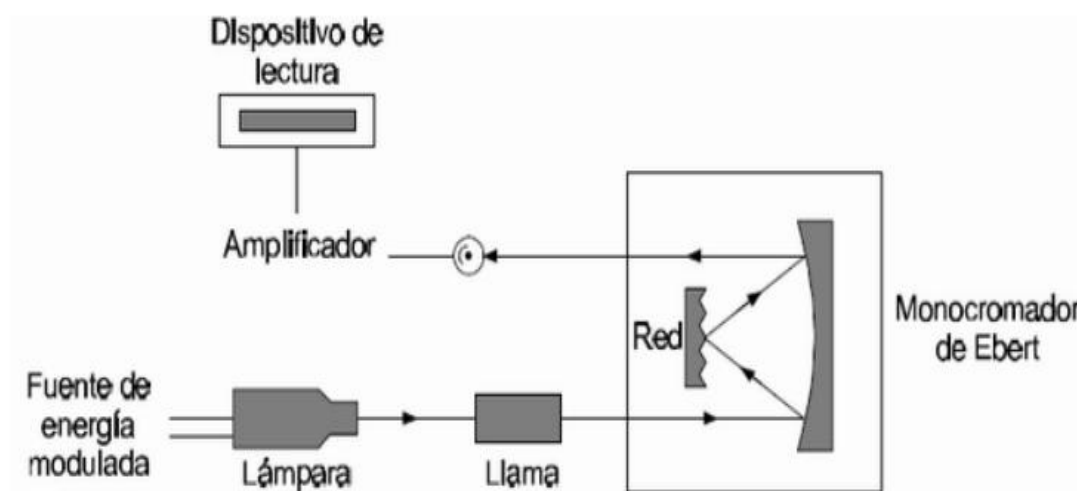 Dispositivo de
lectura
Amplificador
Red
Monocromador
de Ebert
Fuente de
energía
modulada
Lámpara
Llama